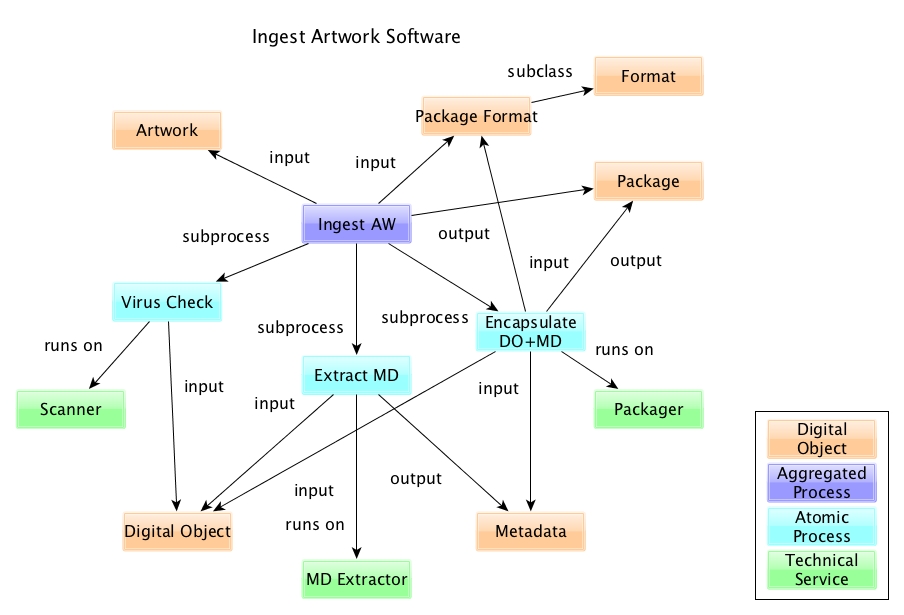 Ingest Artwork Software
subclass
Format
Package Format
Artwork
input
input
Package
Ingest AW
subprocess
output
input
output
Virus Check
subprocess
subprocess
Encapsulate
DO+MD
runs on
runs on
Extract MD
input
input
input
Scanner
Packager
output
input
runs on
Digital Object
Metadata
MD Extractor
Digital
Object
Aggregated
Process
Atomic
Process
Technical
Service